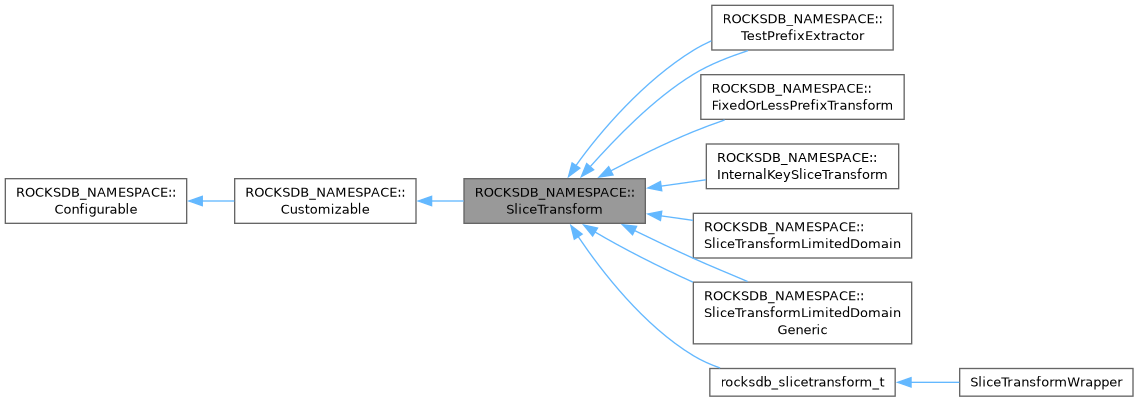 ROCKSDB_NAMESPACE::
TestPrefixExtractor
ROCKSDB_NAMESPACE::
FixedOrLessPrefixTransform
ROCKSDB_NAMESPACE::
InternalKeySliceTransform
ROCKSDB_NAMESPACE::
Configurable
ROCKSDB_NAMESPACE::
Customizable
ROCKSDB_NAMESPACE::
SliceTransform
ROCKSDB_NAMESPACE::
SliceTransformLimitedDomain
ROCKSDB_NAMESPACE::
SliceTransformLimitedDomain
Generic
rocksdb_slicetransform_t
SliceTransformWrapper